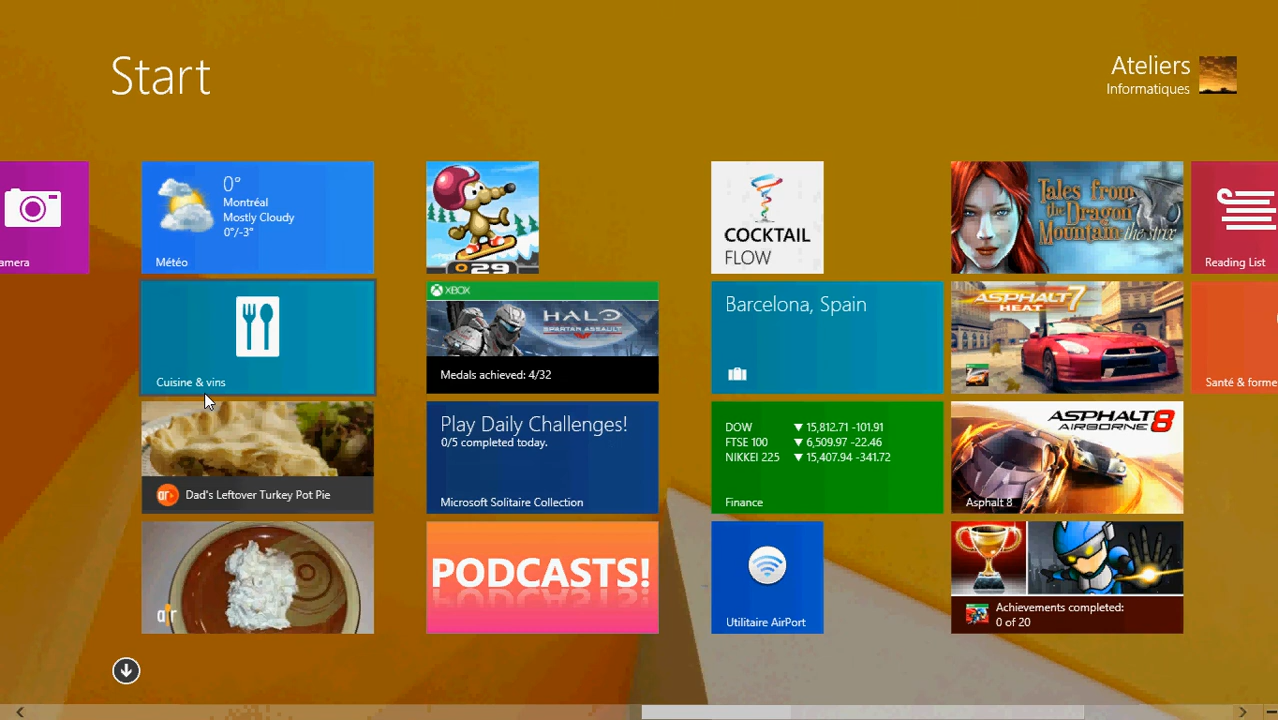 Start
Ateliers
Informatiques
amera
0°
Montréal
Mostly Cloudy
0°/-3°
Météo
Cuisine & vins
ar
Dad's Leftover Turkey Pot Pie
ar
029
XBOX
HALO
SPARTAN ASSAULT
Medals achieved: 4/32
Play Daily Challenges!
0/5 completed today.
Microsoft Solitaire Collection
PODCASTS!
COCKTAIL
FLOW
Barcelona, Spain
DOW ▼ 15,812.71 -101.91
FTSE 100 ▼ 6,509.97 -22.46
NIKKEI 225 ▼ 15,407.94 -341.72
Finance
Utilitaire AirPort
Tales from
the Dragon
Mountain the strix
ASPHALT 7
HEAT
ASPHALT 8
AIRBORNE
Asphalt 8
Achievements completed:
0 of 20
Reading List
Santé & forme